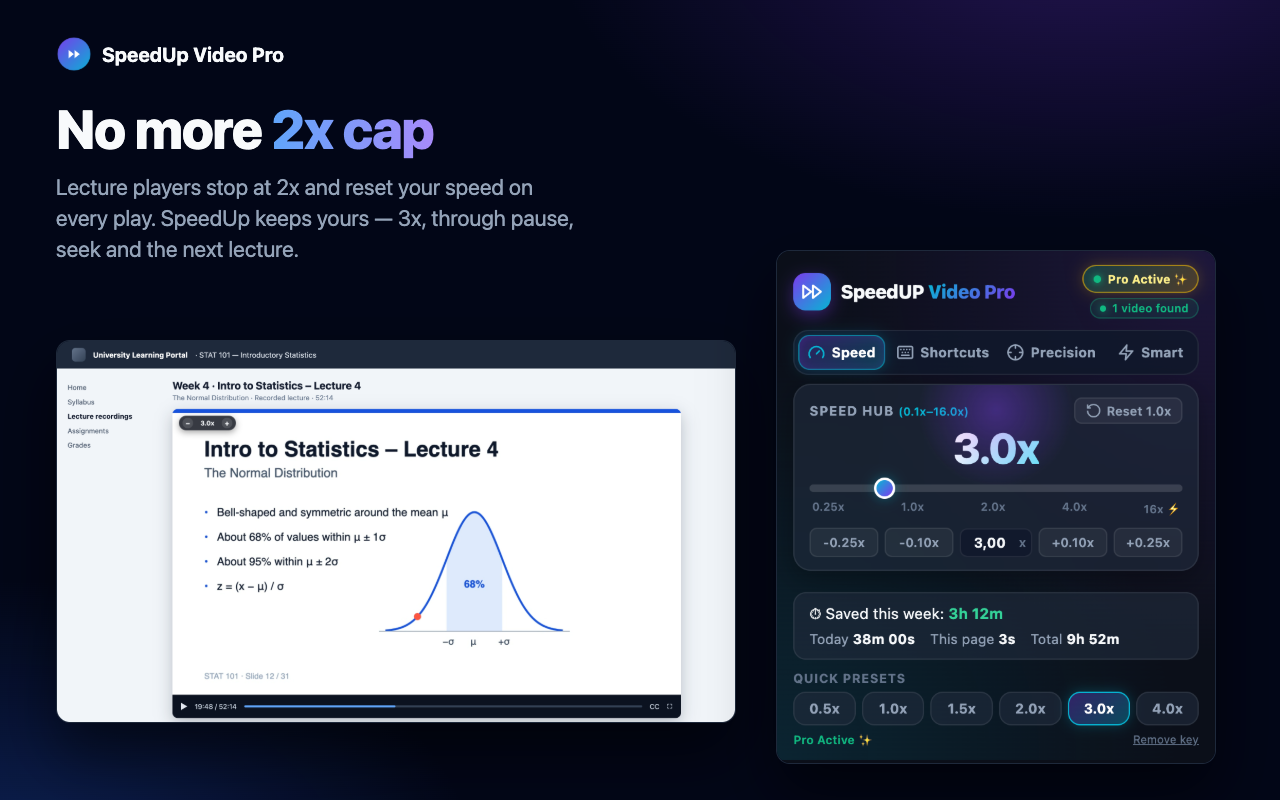 SpeedUp Video Pro
No more 2x cap
Lecture players stop at 2x and reset your speed on
every play. SpeedUp keeps yours — 3x, through pause,
seek and the next lecture.
University Learning Portal · STAT 101 — Introductory Statistics
Home
Syllabus
Lecture recordings
Assignments
Grades
Week 4 · Intro to Statistics – Lecture 4
The Normal Distribution · Recorded lecture · 52:14
− 3.0x +
Intro to Statistics – Lecture 4
The Normal Distribution
• Bell-shaped and symmetric around the mean μ
• About 68% of values within μ ± 1σ
• About 95% within μ ± 2σ
• z = (x − μ) / σ
68%
−σ μ +σ
STAT 101 · Slide 12 / 31
19:48 / 52:14 CC
SpeedUP Video Pro
Pro Active ✨
1 video found
Speed Shortcuts Precision Smart
SPEED HUB (0.1x–16.0x)
Reset 1.0x
3.0x
0.25x 1.0x 2.0x 4.0x 16x ⚡
-0.25x -0.10x 3,00 x +0.10x +0.25x
⏱ Saved this week: 3h 12m
Today 38m 00s This page 3s Total 9h 52m
QUICK PRESETS
0.5x 1.0x 1.5x 2.0x 3.0x 4.0x
Pro Active ✨ Remove key